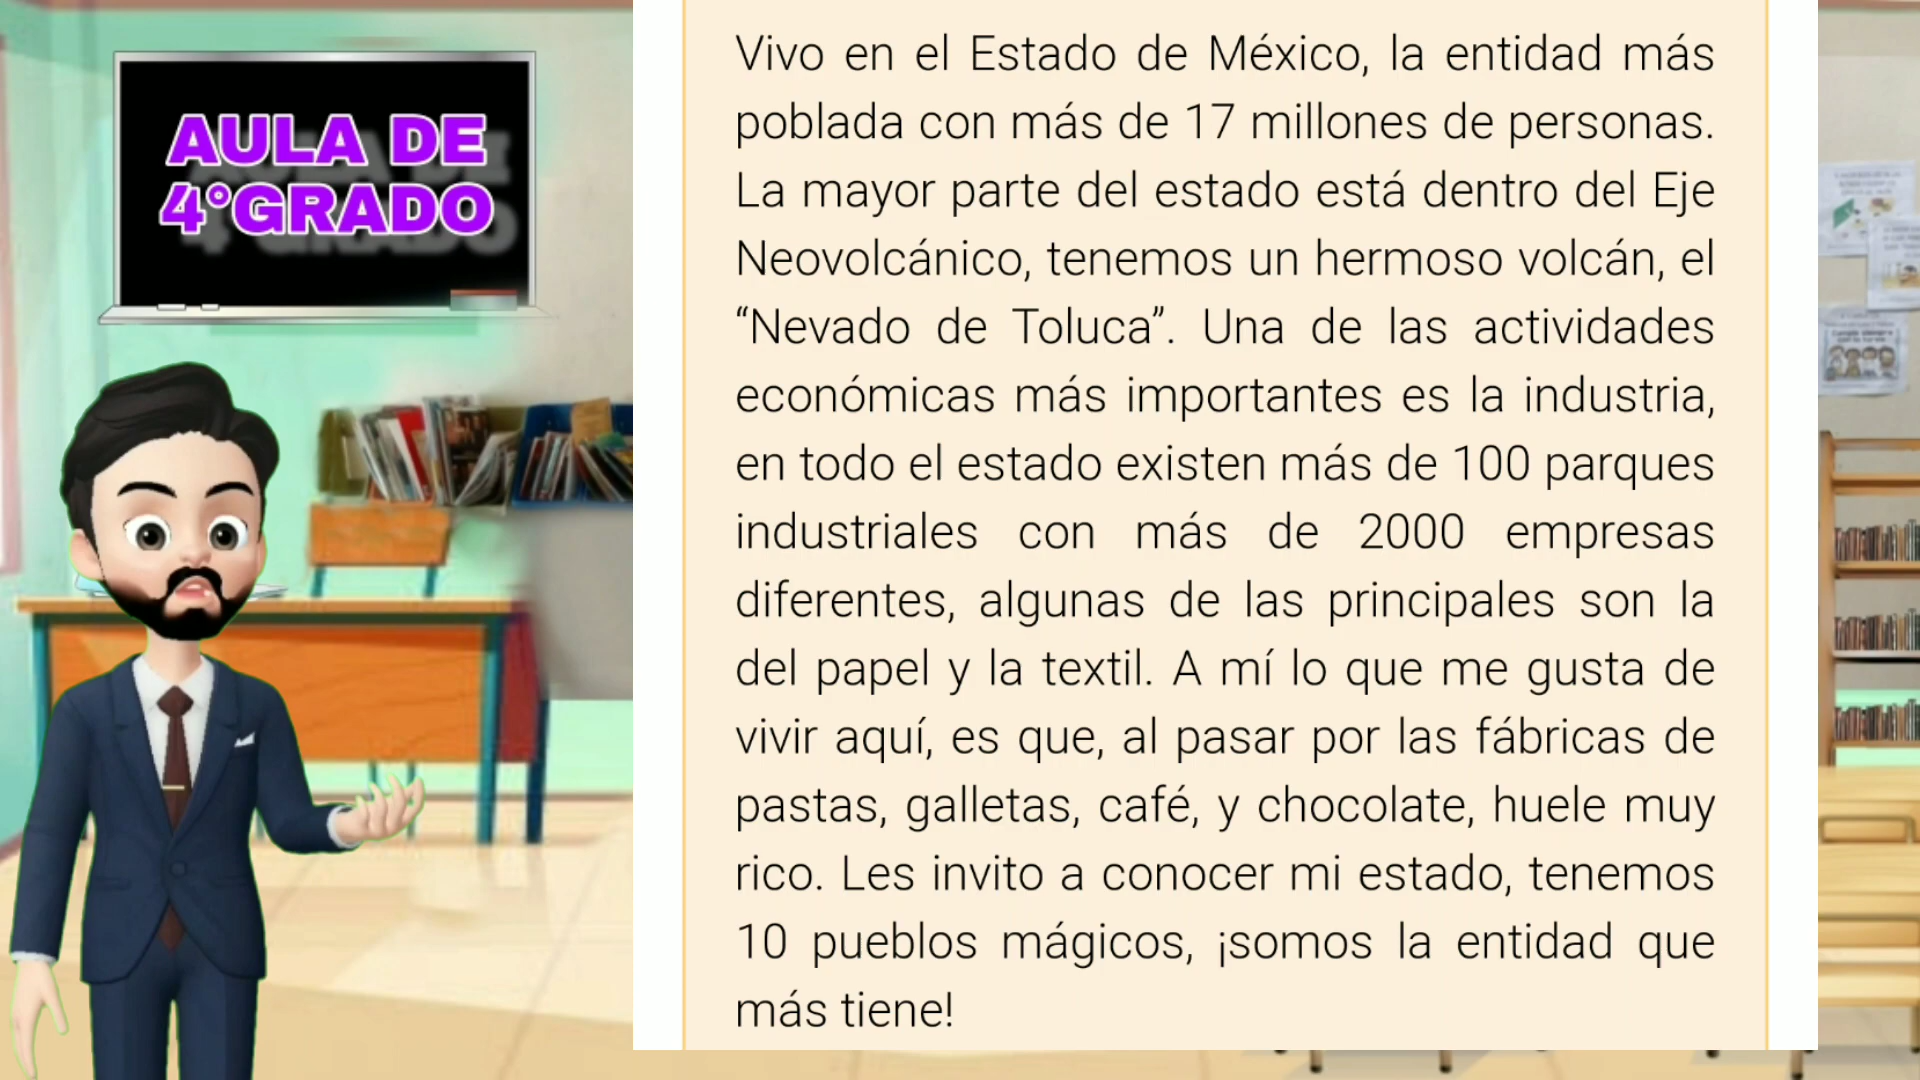 AULA DE
4°GRADO
Vivo en el Estado de México, la entidad más
poblada con más de 17 millones de personas.
La mayor parte del estado está dentro del Eje
Neovolcánico, tenemos un hermoso volcán, el
“Nevado de Toluca”. Una de las actividades
económicas más importantes es la industria,
en todo el estado existen más de 100 parques
industriales con más de 2000 empresas
diferentes, algunas de las principales son la
del papel y la textil. A mí lo que me gusta de
vivir aquí, es que, al pasar por las fábricas de
pastas, galletas, café, y chocolate, huele muy
rico. Les invito a conocer mi estado, tenemos
10 pueblos mágicos, ¡somos la entidad que
más tiene!